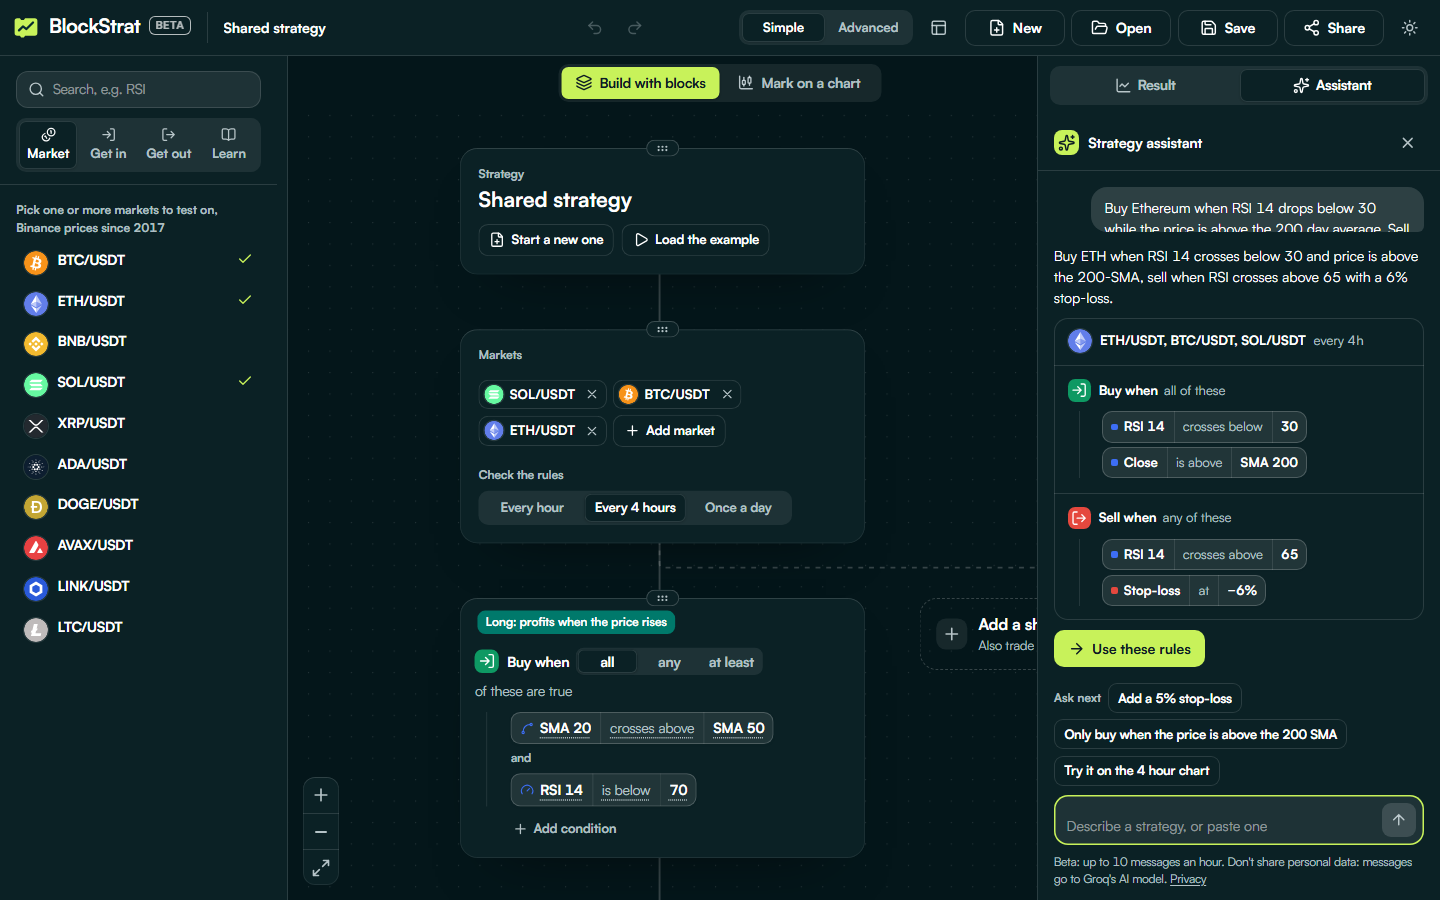 BlockStrat BETA
Shared strategy
Simple
Advanced
New
Open
Save
Share
Search, e.g. RSI
Market
Get in
Get out
Learn
Pick one or more markets to test on,
Binance prices since 2017
BTC/USDT
ETH/USDT
BNB/USDT
SOL/USDT
XRP/USDT
ADA/USDT
DOGE/USDT
AVAX/USDT
LINK/USDT
LTC/USDT
Build with blocks
Mark on a chart
Strategy
Shared strategy
Start a new one
Load the example
Markets
SOL/USDT
BTC/USDT
ETH/USDT
Add market
Check the rules
Every hour
Every 4 hours
Once a day
Long: profits when the price rises
Buy when all any at least
of these are true
SMA 20 crosses above SMA 50
and
RSI 14 is below 70
Add condition
Add a sh
Also trade
Result
Assistant
Strategy assistant
Buy Ethereum when RSI 14 drops below 30
while the price is above the 200 day average. Sell
Buy ETH when RSI 14 crosses below 30 and price is above
the 200-SMA, sell when RSI crosses above 65 with a 6%
stop-loss.
ETH/USDT, BTC/USDT, SOL/USDT every 4h
Buy when all of these
RSI 14 crosses below 30
Close is above SMA 200
Sell when any of these
RSI 14 crosses above 65
Stop-loss at −6%
Use these rules
Ask next Add a 5% stop-loss
Only buy when the price is above the 200 SMA
Try it on the 4 hour chart
Describe a strategy, or paste one
Beta: up to 10 messages an hour. Don't share personal data: messages
go to Groq's AI model. Privacy